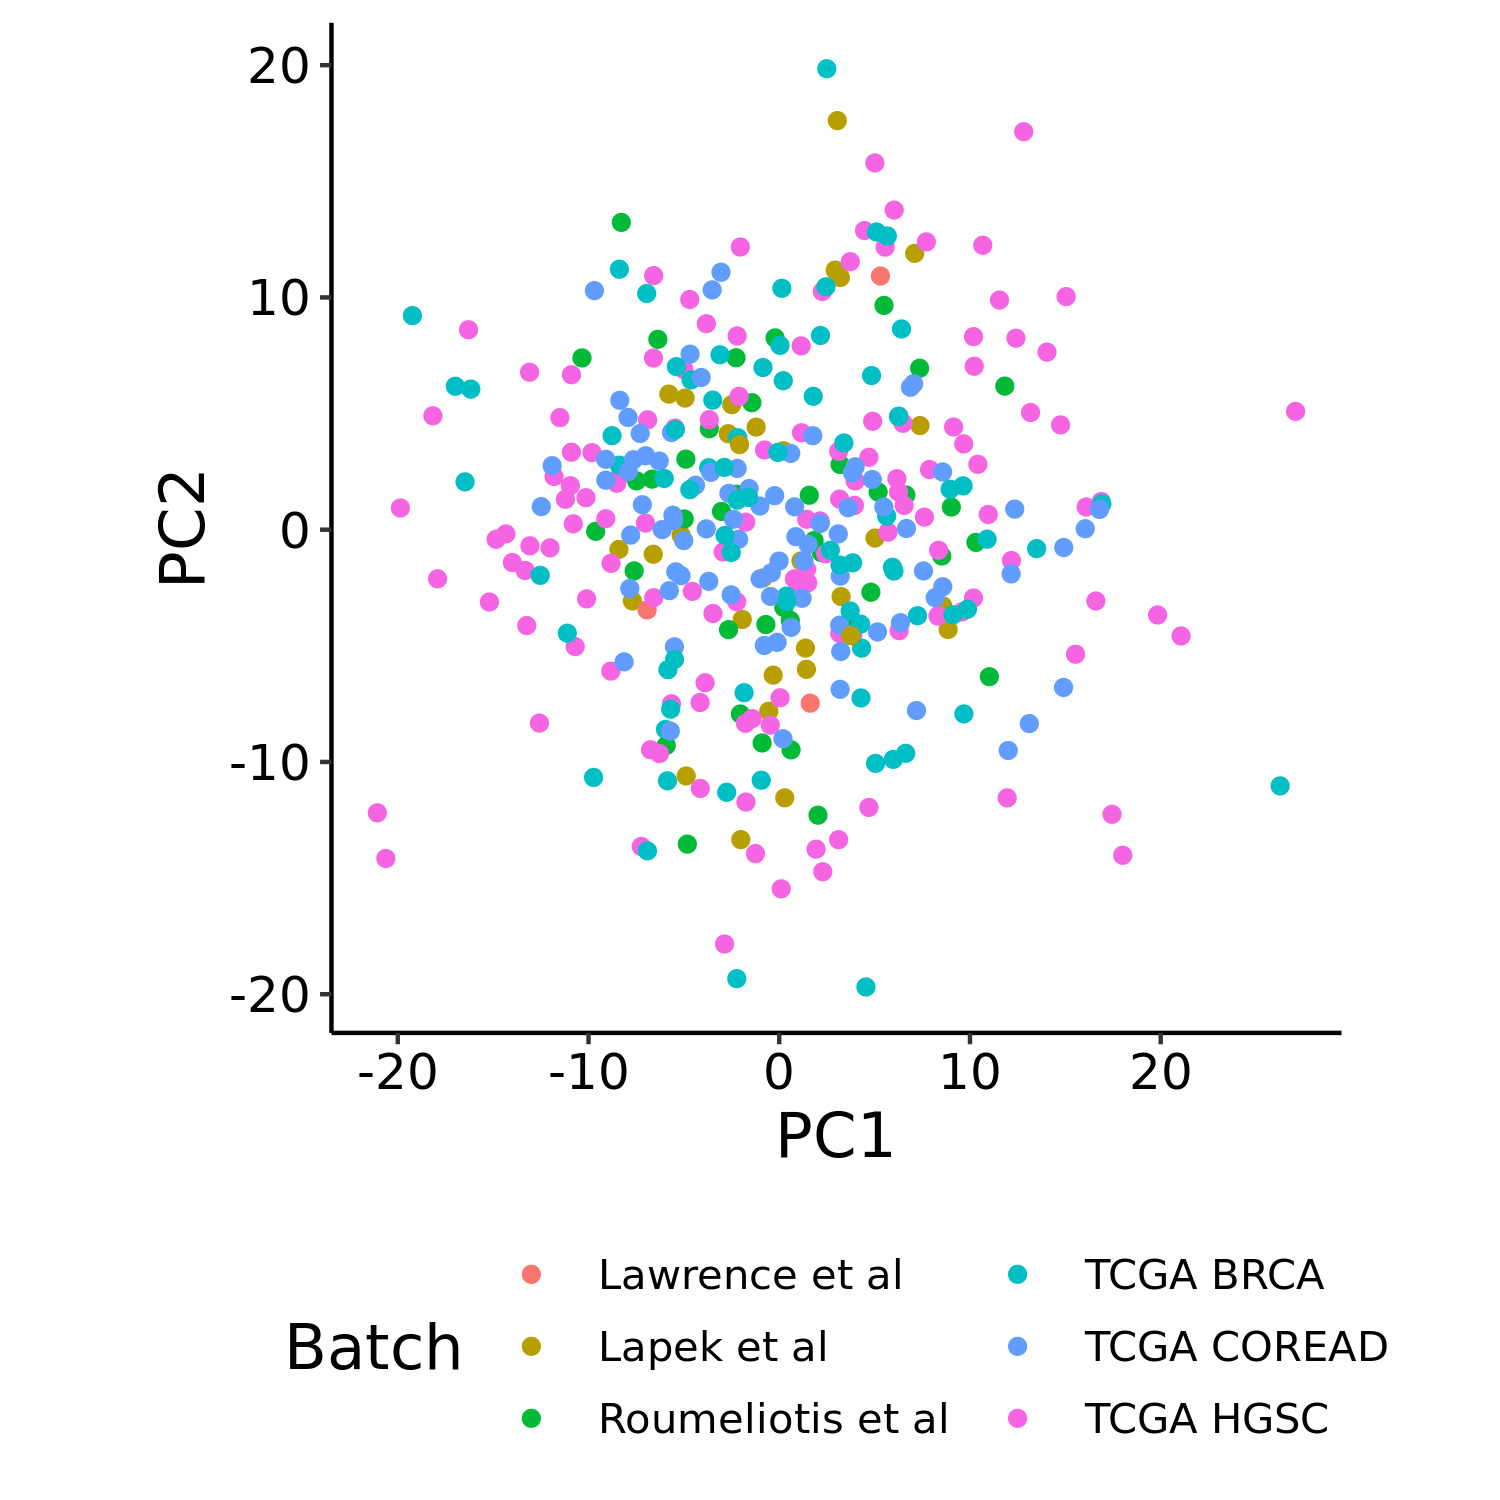 20
10
0
-10
-20
PC2
-20 -10 0 10 20
PC1
Batch
Lawrence et al
Lapek et al
Roumeliotis et al
TCGA BRCA
TCGA COREAD
TCGA HGSC